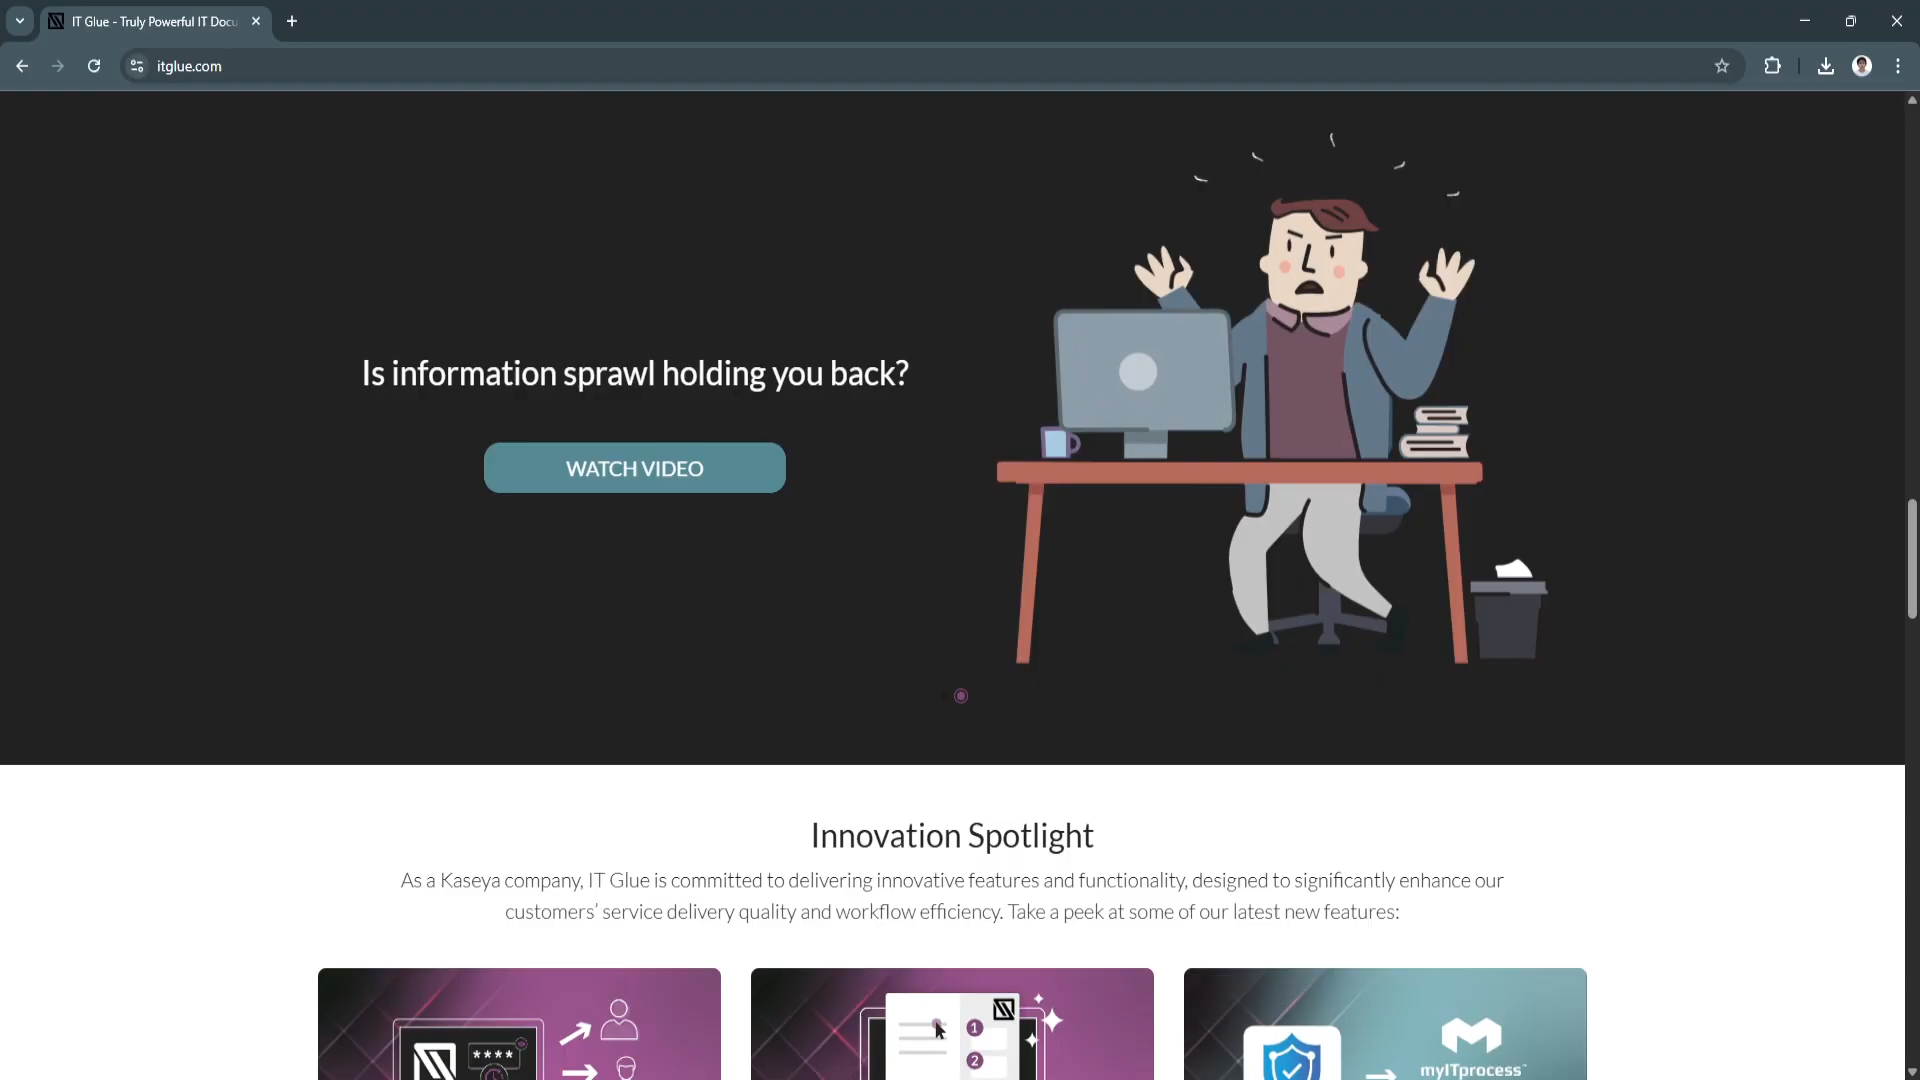 IT Glue - Truly Powerful IT Docu
itglue.com
Is information sprawl holding you back?
WATCH VIDEO
Innovation Spotlight
As a Kaseya company, IT Glue is committed to delivering innovative features and functionality, designed to significantly enhance our
customers' service delivery quality and workflow efficiency. Take a peek at some of our latest new features:
****
1
2
myITprocess™